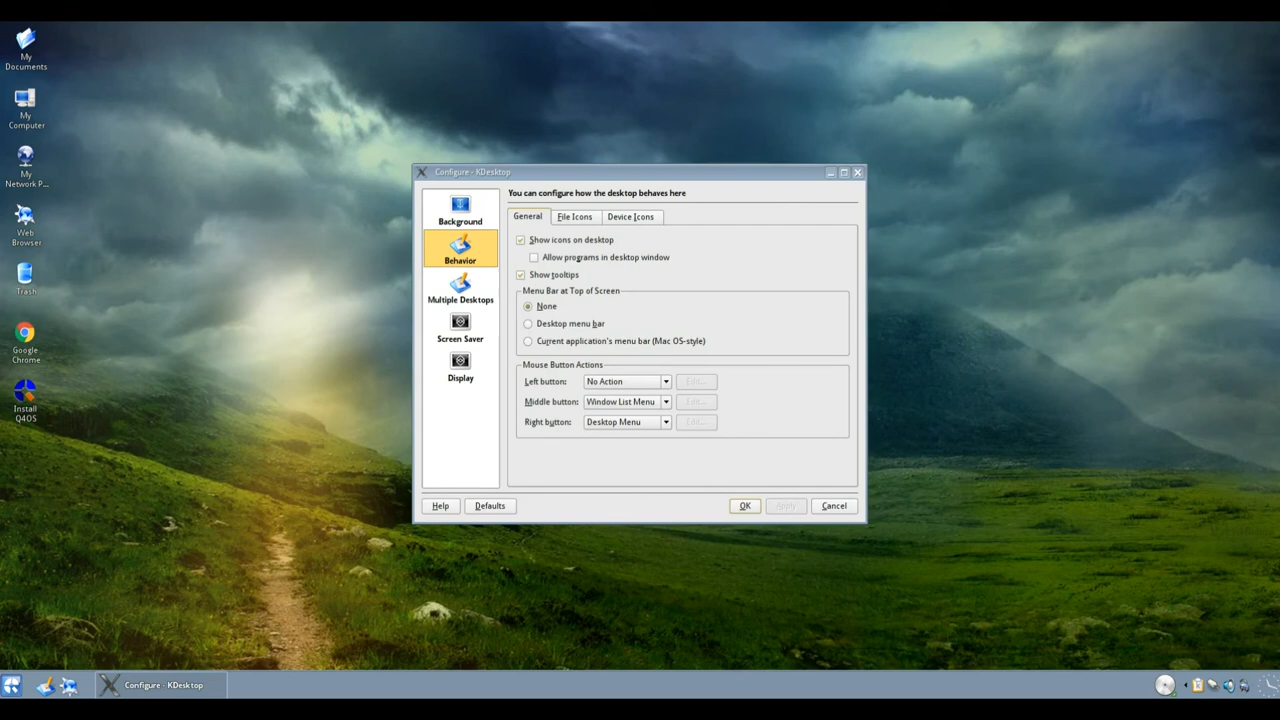 My
Documents
My
Computer
My
Network P...
Web
Browser
Trash
Google
Chrome
Install
Q4OS
Configure - KDesktop
Background
Behavior
Multiple Desktops
Screen Saver
Display
You can configure how the desktop behaves here
General File Icons Device Icons
Show icons on desktop
Allow programs in desktop window
Show tooltips
Menu Bar at Top of Screen
None
Desktop menu bar
Current application's menu bar (Mac OS-style)
Mouse Button Actions
Left button: No Action Edit...
Middle button: Window List Menu Edit...
Right button: Desktop Menu Edit...
Help Defaults OK Apply Cancel
Configure - KDesktop